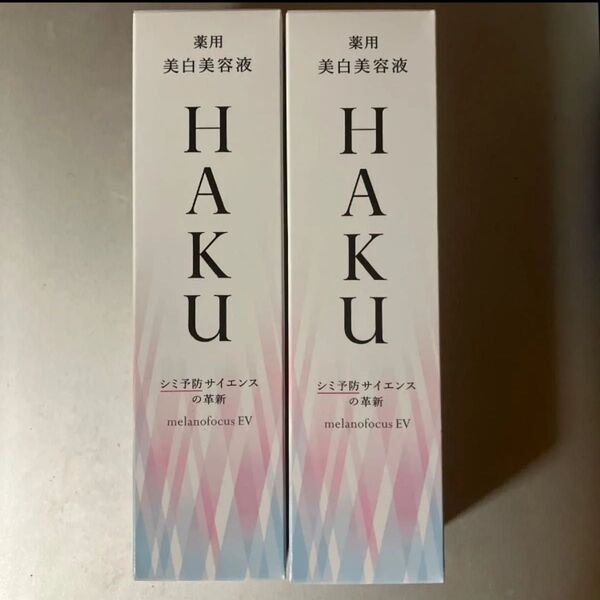 薬用
美白美容液
HAKU
シミ予防サイエンス
の革新
melanofocus EV
薬用
美白美容液
HAKU
シミ予防サイエンス
の革新
melanofocus EV